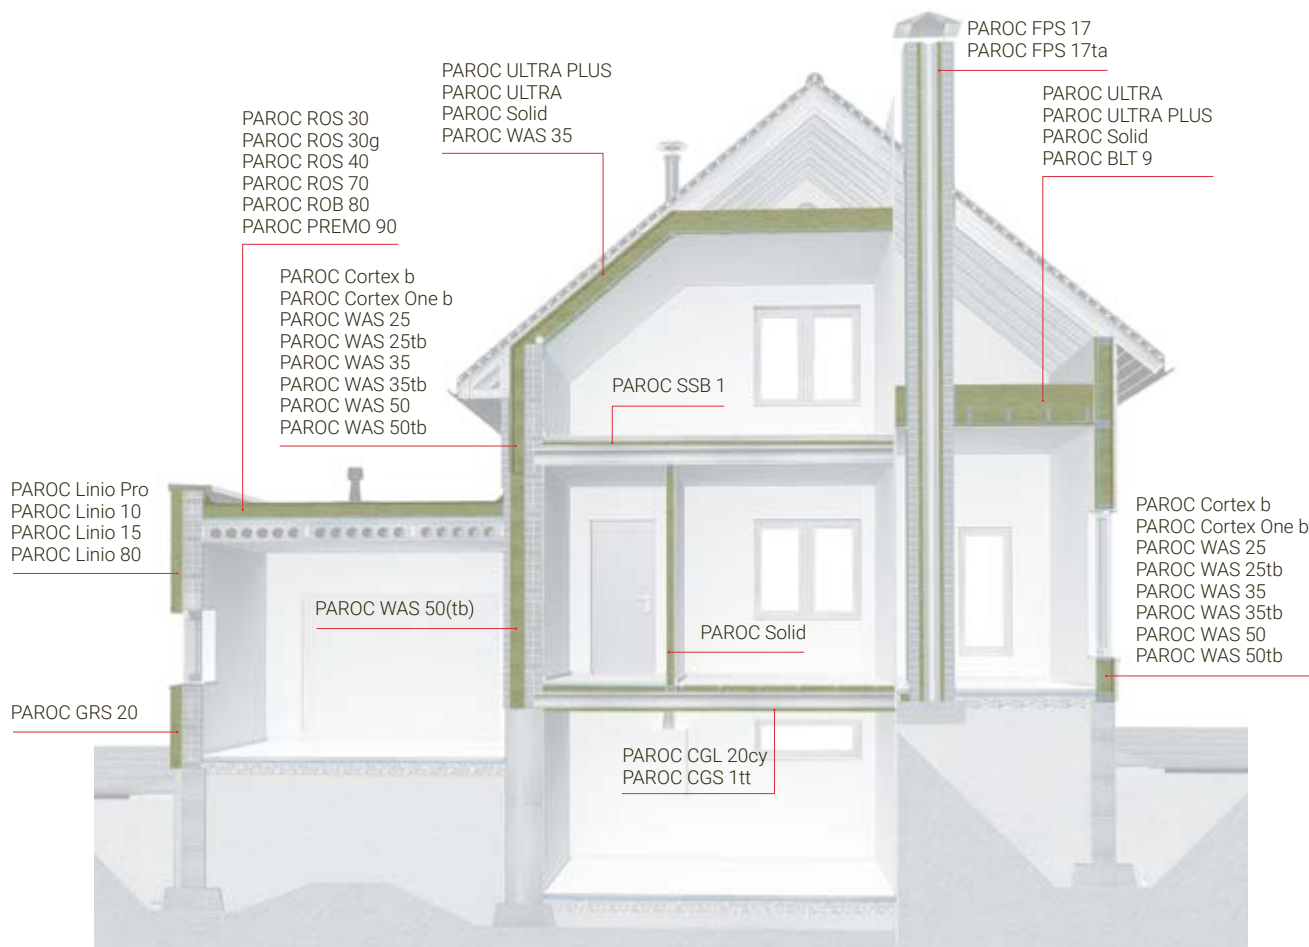 PAROC FPS 17
PAROC FPS 17ta
PAROC ULTRA PLUS
PAROC ULTRA
PAROC Solid
PAROC WAS 35
PAROC ULTRA
PAROC ULTRA PLUS
PAROC Solid
PAROC BLT 9
PAROC ROS 30
PAROC ROS 30g
PAROC ROS 40
PAROC ROS 70
PAROC ROB 80
PAROC PREMO 90
PAROC Cortex b
PAROC Cortex One b
PAROC WAS 25
PAROC WAS 25tb
PAROC WAS 35
PAROC WAS 35tb
PAROC WAS 50
PAROC WAS 50tb
PAROC SSB 1
PAROC Linio Pro
PAROC Linio 10
PAROC Linio 15
PAROC Linio 80
PAROC Cortex b
PAROC Cortex One b
PAROC WAS 25
PAROC WAS 25tb
PAROC WAS 35
PAROC WAS 35tb
PAROC WAS 50
PAROC WAS 50tb
PAROC WAS 50(tb)
PAROC Solid
PAROC GRS 20
PAROC CGL 20cy
PAROC CGS 1tt